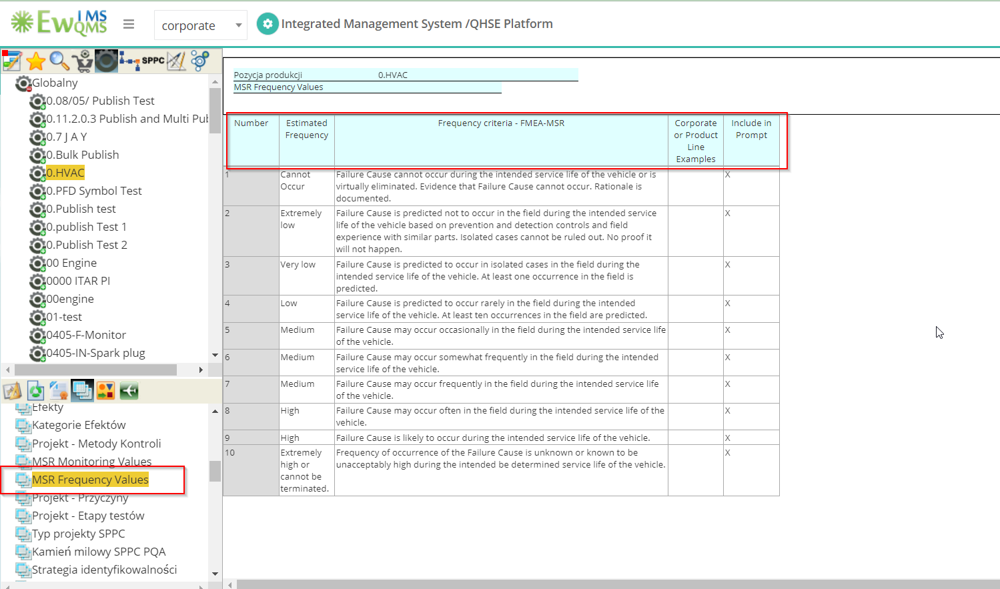 EwQMS IMS
corporate
Integrated Management System /QHSE Platform
SPPC
Globalny
0.08/05/ Publish Test
0.11.2.0.3 Publish and Multi Pub
0.7 J A Y
0.Bulk Publish
0.HVAC
0.PFD Symbol Test
0.Publish test
0.publish Test 1
0.Publish Test 2
00 Engine
0000 ITAR PI
00engine
01-test
0405-F-Monitor
0405-IN-Spark plug
Efekty
Kategorie Efektów
Projekt - Metody Kontroli
MSR Monitoring Values
MSR Frequency Values
Projekt - Przyczyny
Projekt - Etapy testów
Typ projekty SPPC
Kamień milowy SPPC PQA
Strategia identyfikowalności
Pozycja produkcji 0.HVAC
MSR Frequency Values
Number
Estimated
Frequency
Frequency criteria - FMEA-MSR
Corporate
or Product
Line
Examples
Include in
Prompt
1
Cannot
Occur
Failure Cause cannot occur during the intended service life of the vehicle or is
virtually eliminated. Evidence that Failure Cause cannot occur. Rationale is
documented.
X
2
Extremely
low
Failure Cause is predicted not to occur in the field during the intended service
life of the vehicle based on prevention and detection controls and field
experience with similar parts. Isolated cases cannot be ruled out. No proof it
will not happen.
X
3
Very low
Failure Cause is predicted to occur in isolated cases in the field during the
intended service life of the vehicle. At least one occurrence in the field is
predicted.
X
4
Low
Failure Cause is predicted to occur rarely in the field during the intended
service life of the vehicle. At least ten occurrences in the field are predicted.
X
5
Medium
Failure Cause may occur occasionally in the field during the intended service life
of the vehicle.
X
6
Medium
Failure Cause may occur somewhat frequently in the field during the intended
service life of the vehicle.
X
7
Medium
Failure Cause may occur frequently in the field during the intended service life
of the vehicle.
X
8
High
Failure Cause may occur often in the field during the intended service life of the
vehicle.
X
9
High
Failure Cause is likely to occur during the intended service life of the vehicle.
X
10
Extremely
high or
cannot be
terminated.
Frequency of occurrence of the Failure Cause is unknown or known to be
unacceptably high during the intended be determined service life of the vehicle.
X